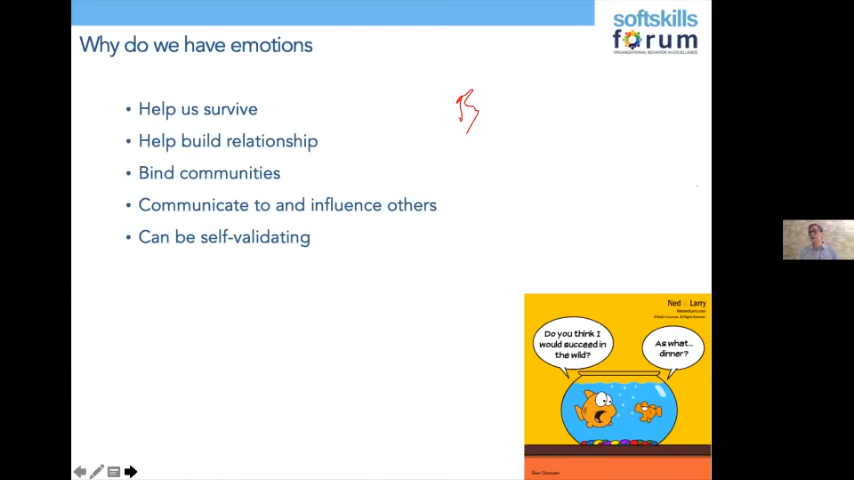 softskills
forum
ORGANIZATIONAL BEHAVIOR IN EXCELLENCE
Why do we have emotions
• Help us survive
• Help build relationship
• Bind communities
• Communicate to and influence others
• Can be self-validating
Ned Larry
Do you think I
would succeed in
the wild?
As what...
dinner?